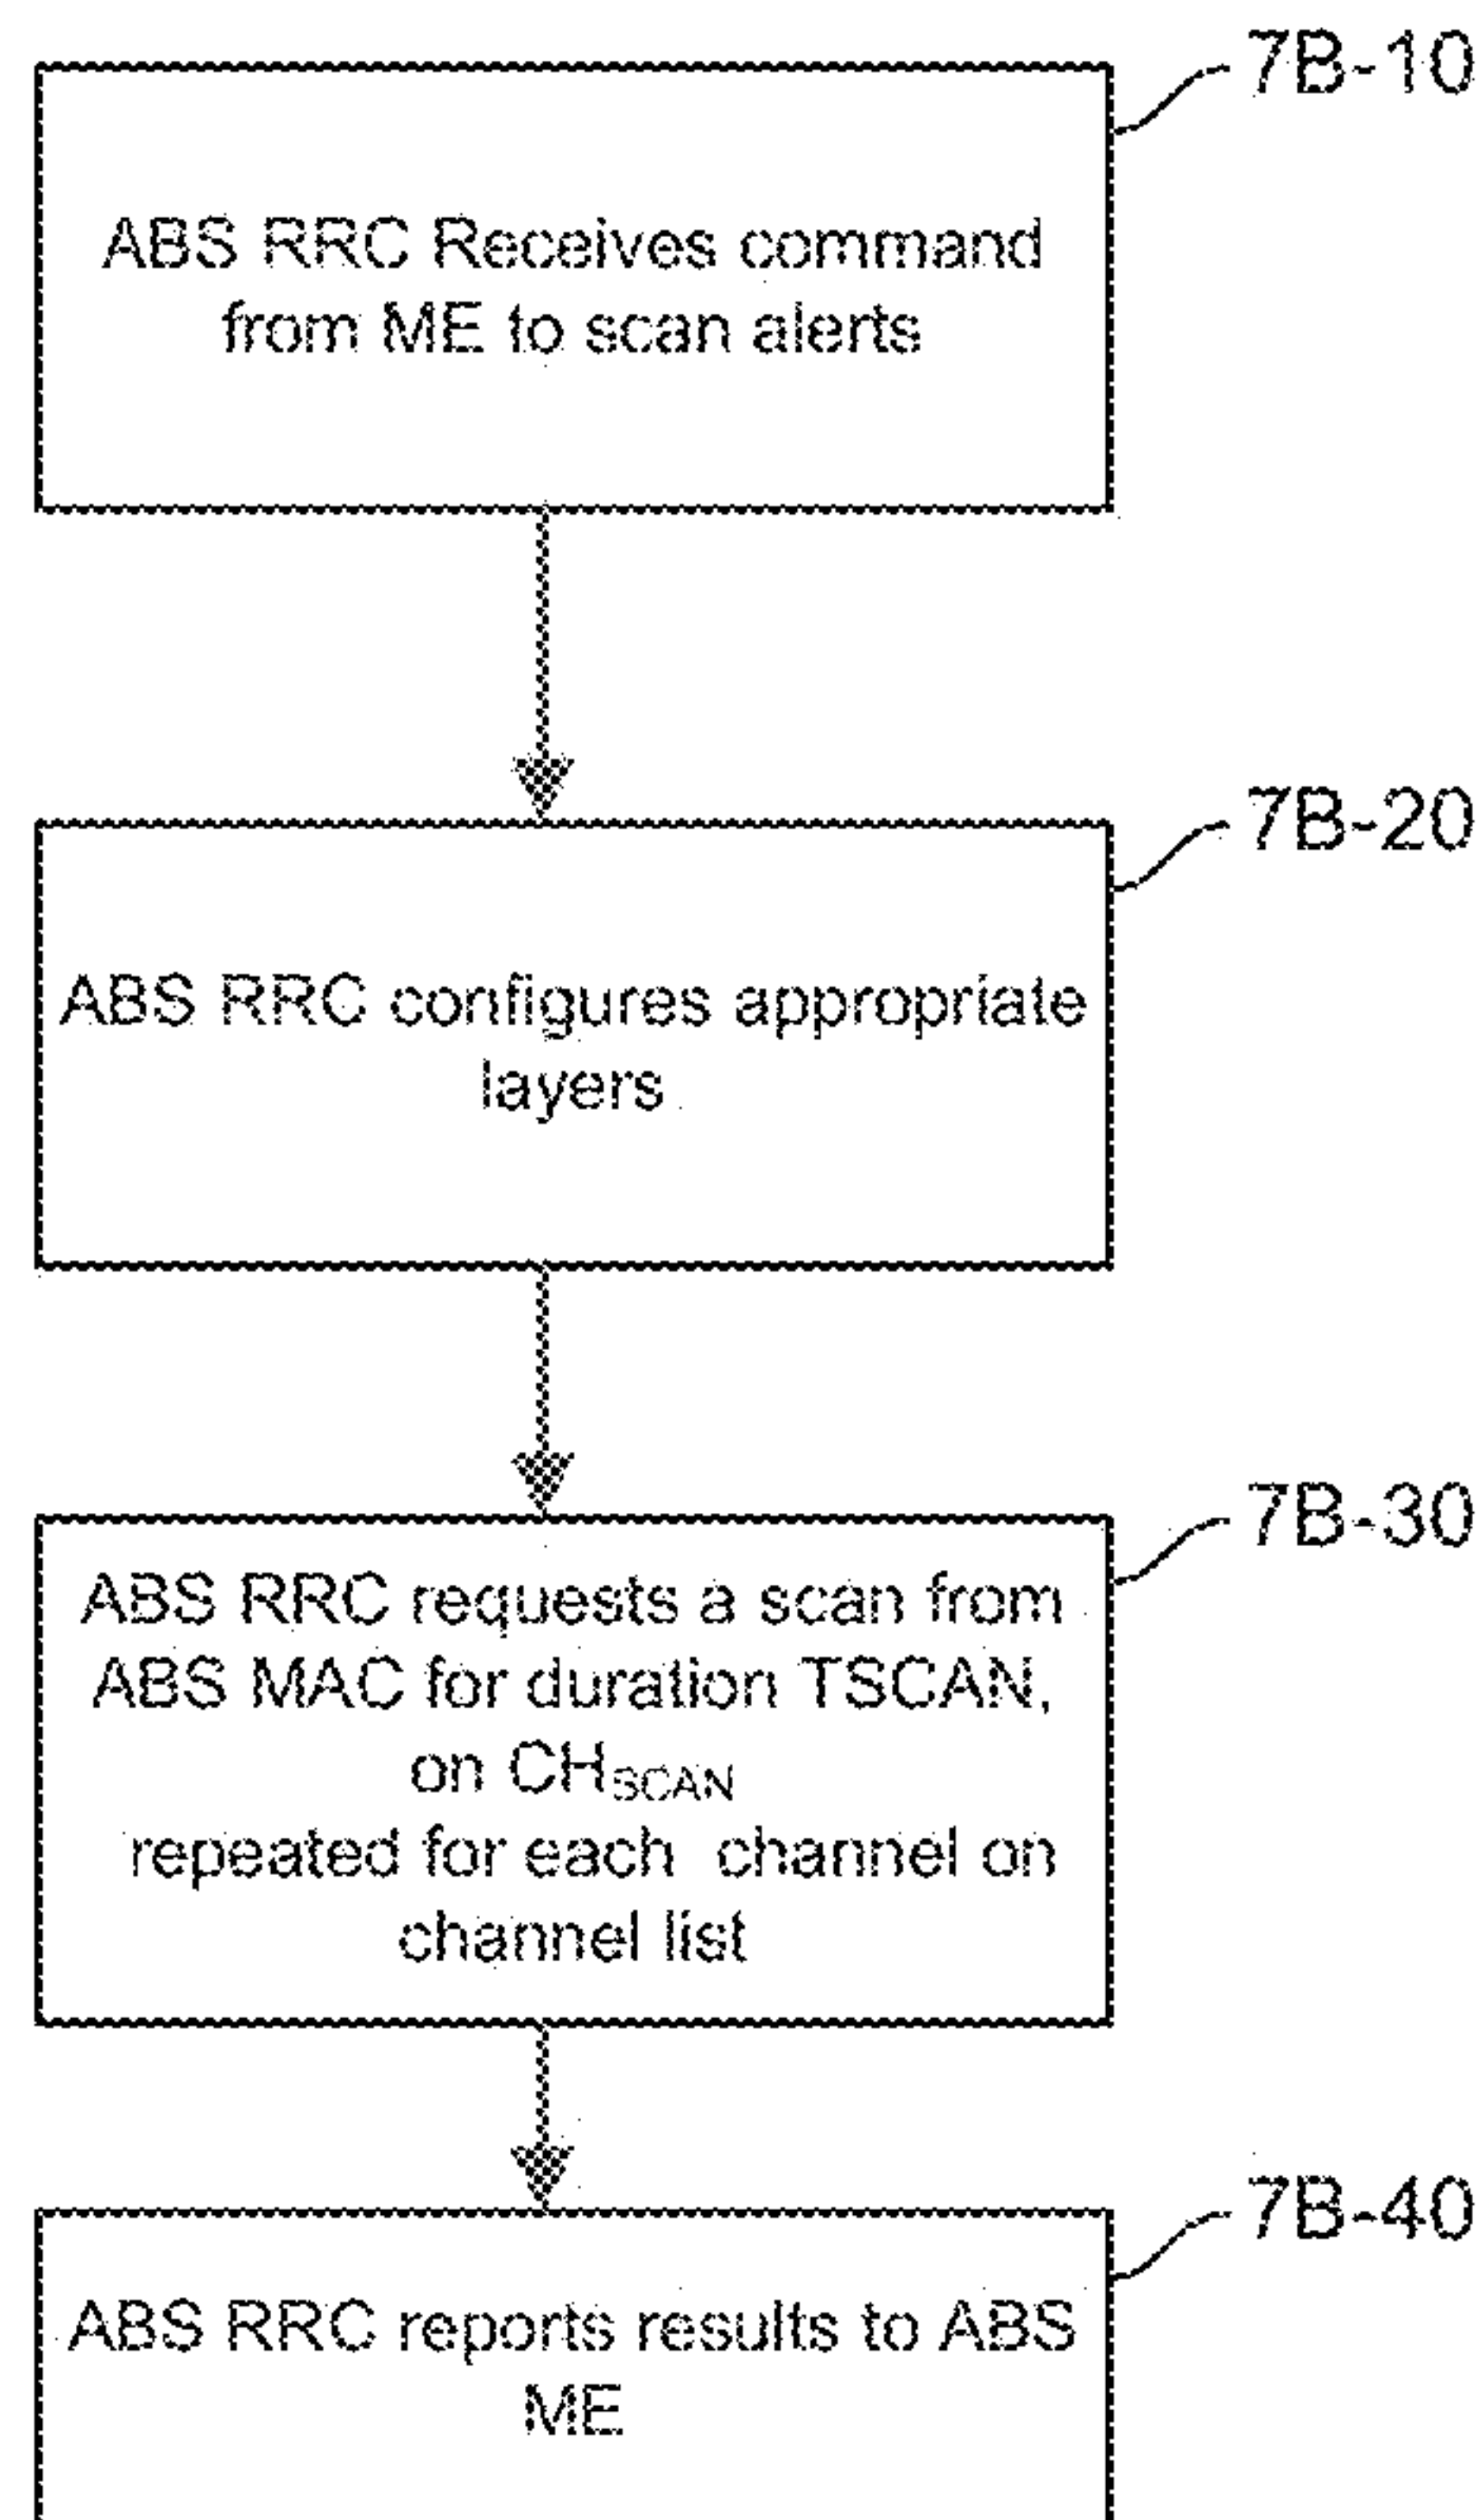 7B-10
ABS RRC Receives command
from ME to scan alerts
7B-20
ABS RRC configures appropriate
layers
7B-30
ABS RRC requests a scan from
ABS MAC for duration TSCAN,
on CHSCAN
repeated for each channel on
channel list
7B-40
ABS RRC reports results to ABS
ME